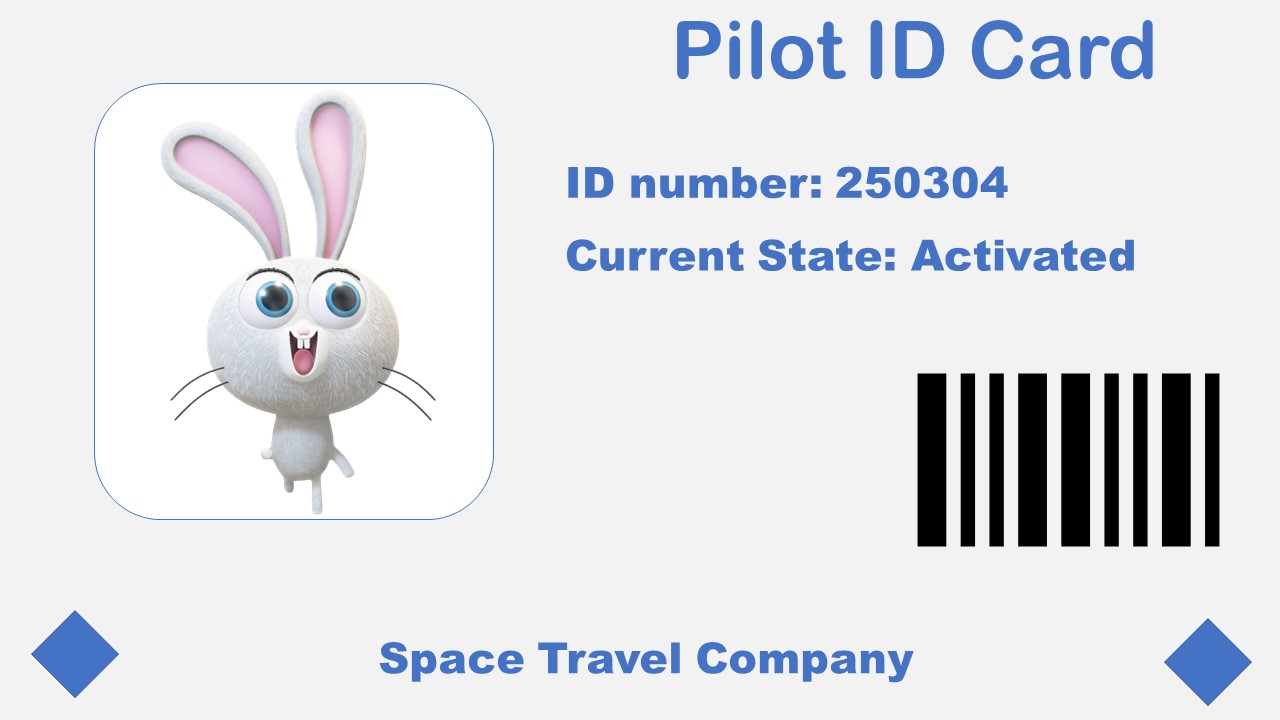 Pilot ID Card
ID number: 250304
Current State: Activated
Space Travel Company